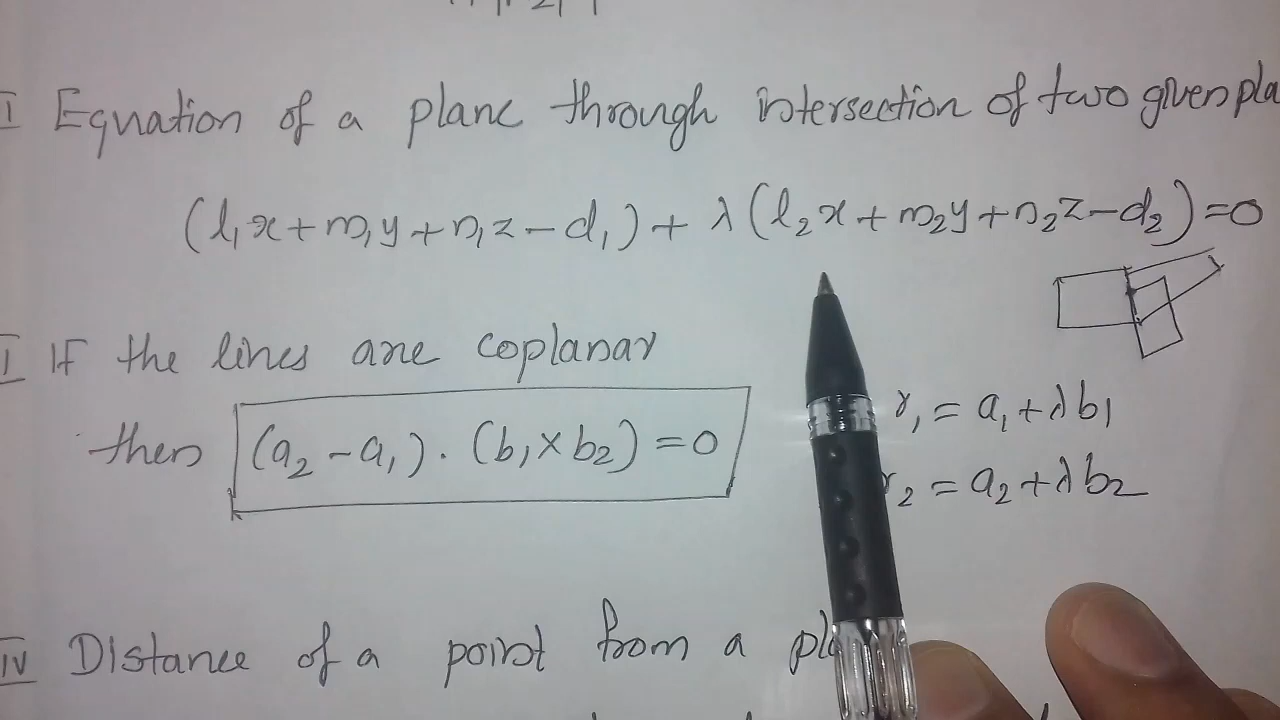 I Equation of a plane through intersection of two given pla
(l₁x+m₁y+n₁z-d₁)+λ(l₂x+m₂y+n₂z-d₂)=0
I If the lines are coplanar
then (a₂-a₁).(b₁×b₂)=0
r₁=a₁+λb₁
r₂=a₂+λb₂
IV Distance of a point from a pl